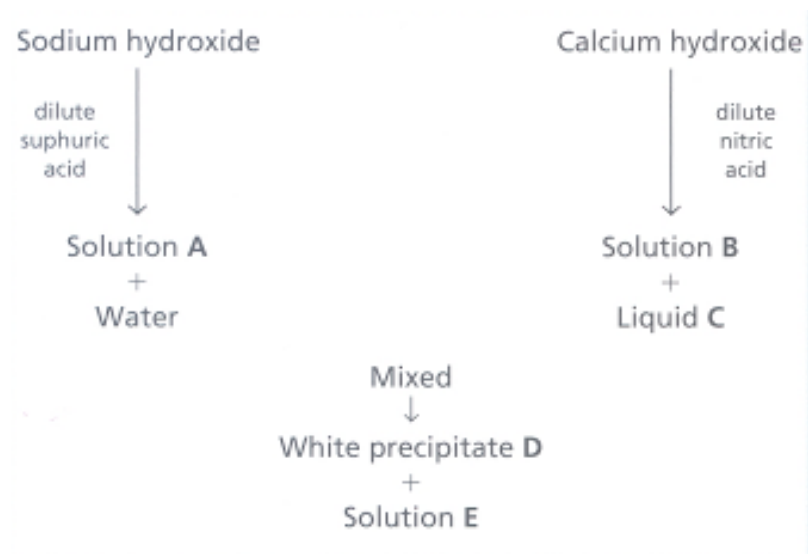 Sodium hydroxide
dilute
suphuric
acid
Solution A
+
Water
Calcium hydroxide
dilute
nitric
acid
Solution B
+
Liquid C
Mixed
White precipitate D
+
Solution E